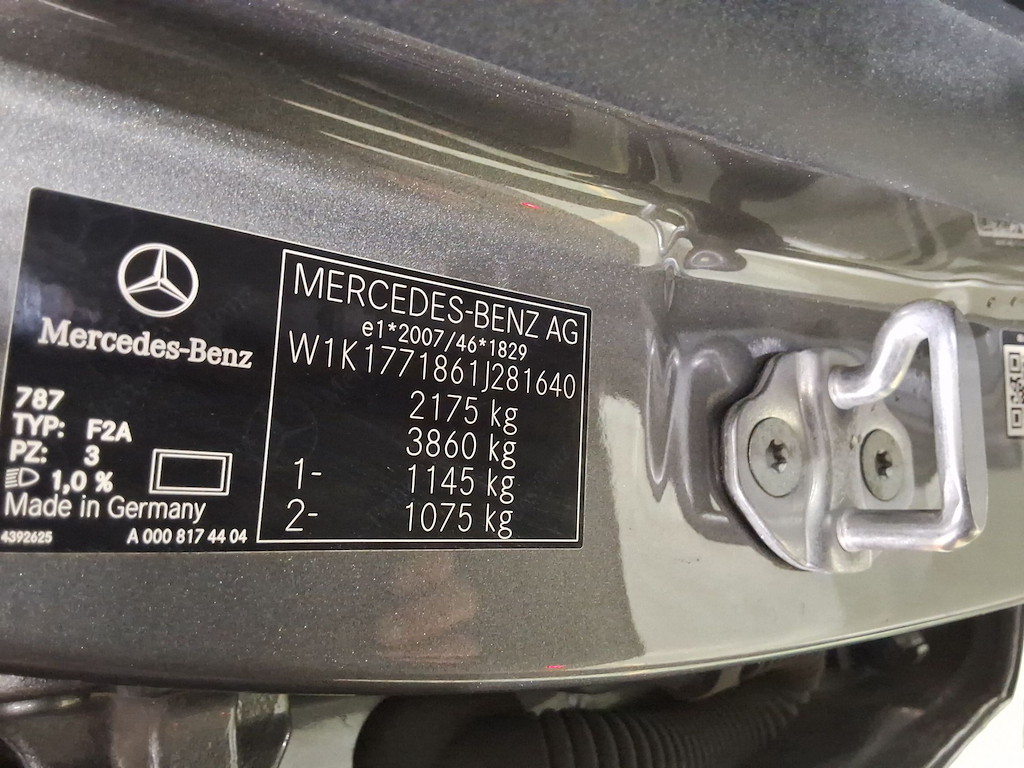 Mercedes-Benz
787
TYP: F2A
PZ: 3
1,0 %
Made in Germany
4392625 A 000 817 44 04
MERCEDES-BENZ AG
e1*2007/46*1829
W1K1771861J281640
2175 kg
3860 kg
1- 1145 kg
2- 1075 kg